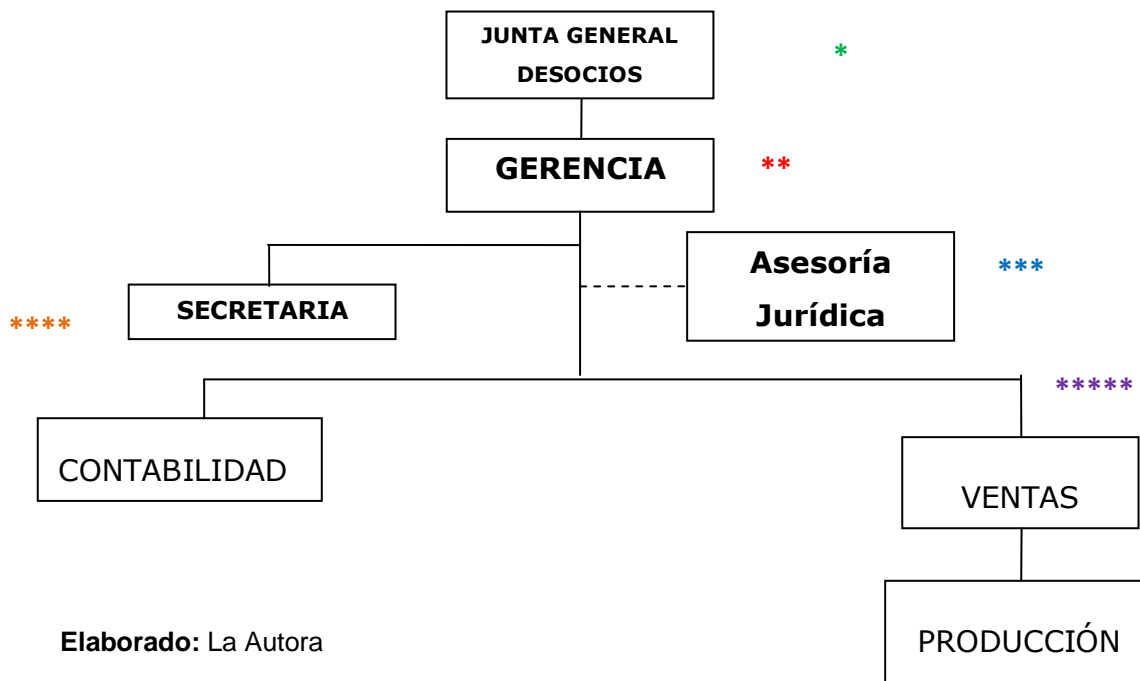 JUNTA GENERAL
DESOCIOS
*
GERENCIA
**
Asesoría
Jurídica
***
SECRETARIA
****
*****
CONTABILIDAD
VENTAS
PRODUCCIÓN
Elaborado: La Autora